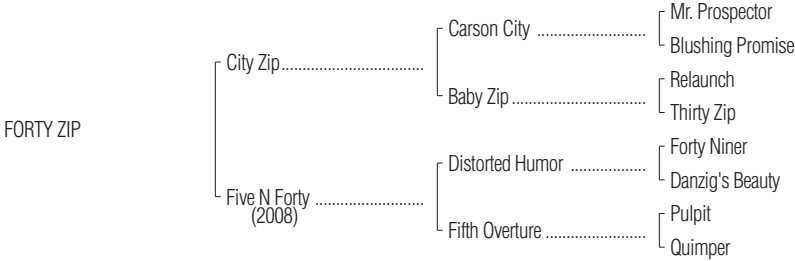 Mr. Prospector
Carson City ..........................
Blushing Promise
City Zip..................................
Relaunch
Baby Zip................................
Thirty Zip
FORTY ZIP
Forty Niner
Distorted Humor ..................
Danzig's Beauty
Five N Forty ..........................
(2008)
Pulpit
Fifth Overture ........................
Quimper